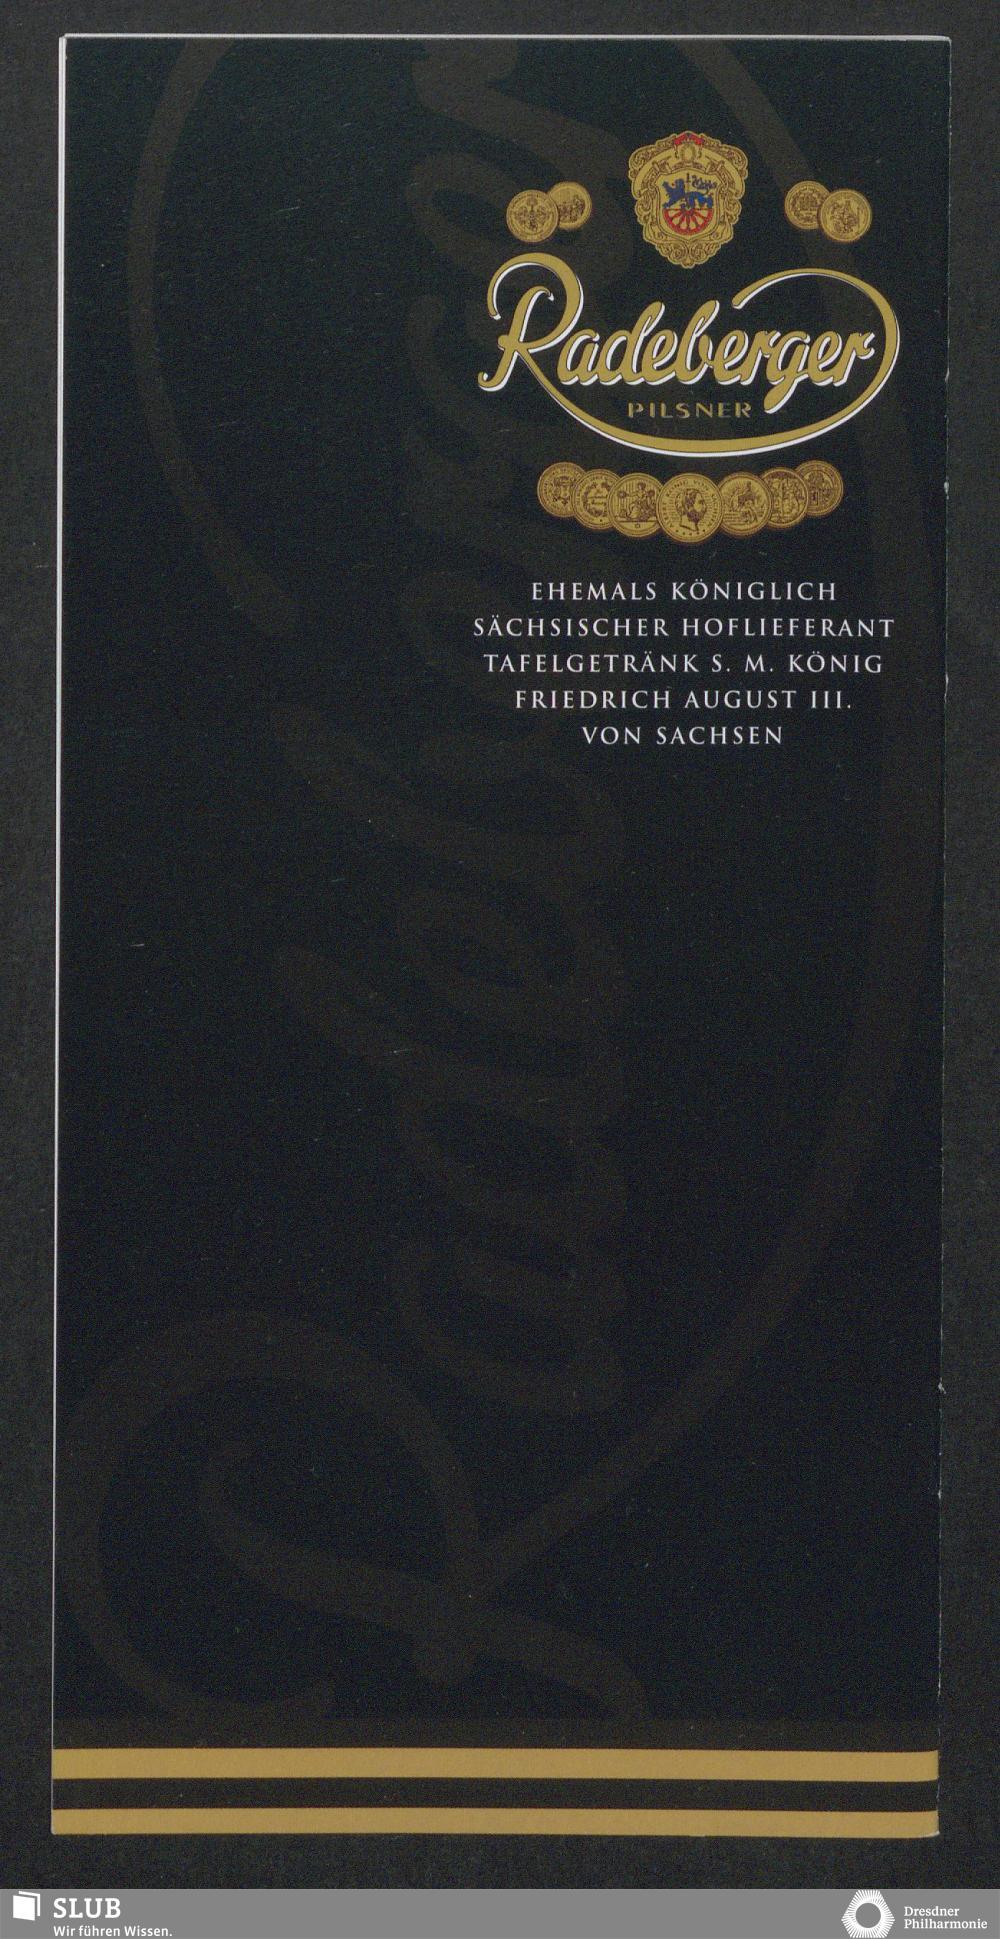 Radeberger
PILSNER
EHEMALS KÖNIGLICH
SÄCHSISCHER HOFLIEFERANT
TAFELGETRÄNK S. M. KÖNIG
FRIEDRICH AUGUST III.
VON SACHSEN
SLUB
Wir führen Wissen.
Dresdner
Philharmonie